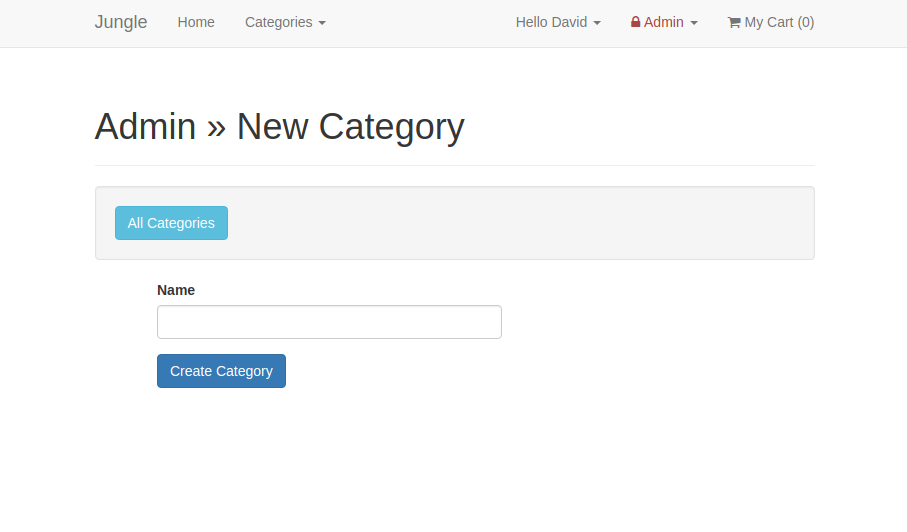 Jungle Home Categories Hello David Admin My Cart (0)
Admin » New Category
All Categories
Name
Create Category